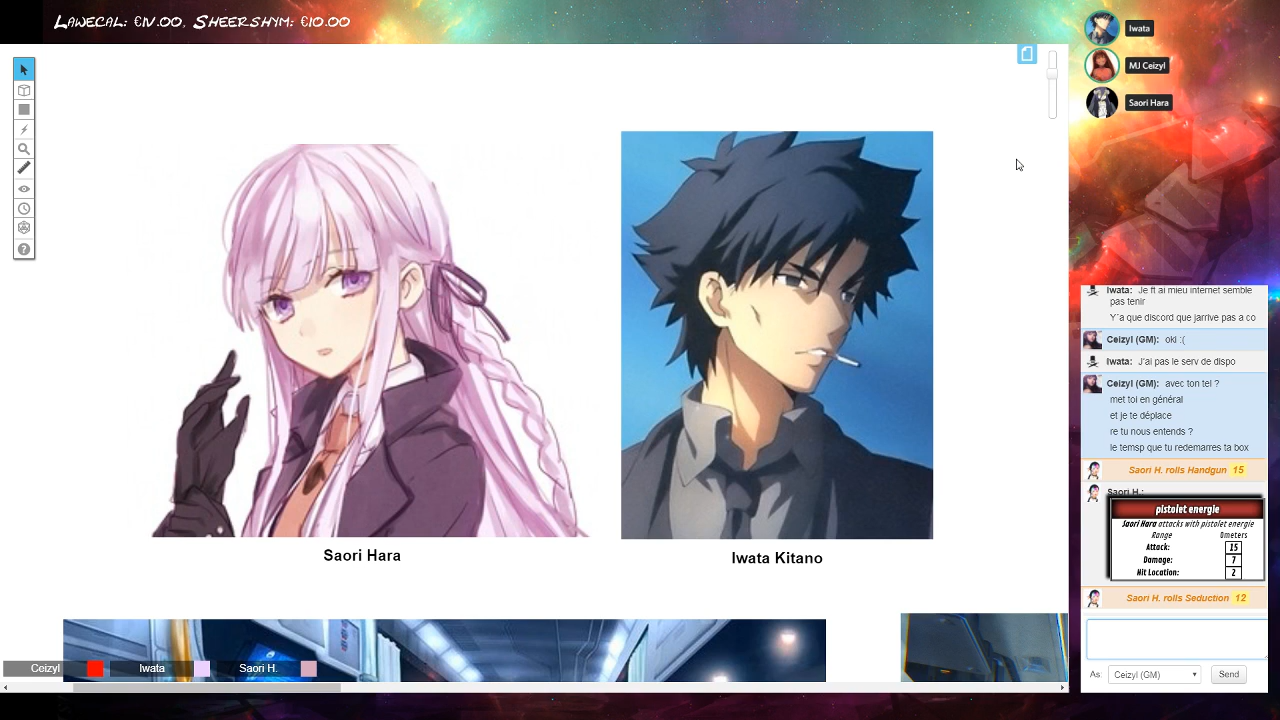 Lawecal: €IV.00, Sheershym: €10.00
Iwata
MJ Ceizyl
Saori Hara
Saori Hara
Iwata Kitano
Ceizyl
Iwata
Saori H.
Iwata: Je ft ai mieu internet semble
pas tenir
Y'a que discord que jarrive pas a co
Ceizyl (GM): oki :(
Iwata: J'ai pas le serv de dispo
Ceizyl (GM): avec ton tel ?
met toi en général
et je te déplace
re tu nous entends ?
le temsp que tu redemarres ta box
Saori H. rolls Handgun 15
Saori H.:
pistolet energie
Saori Hara attacks with pistolet energie
Range 0meters
Attack: 15
Damage: 7
Hit Location: 2
Saori H. rolls Seduction 12
As: Ceizyl (GM) Send